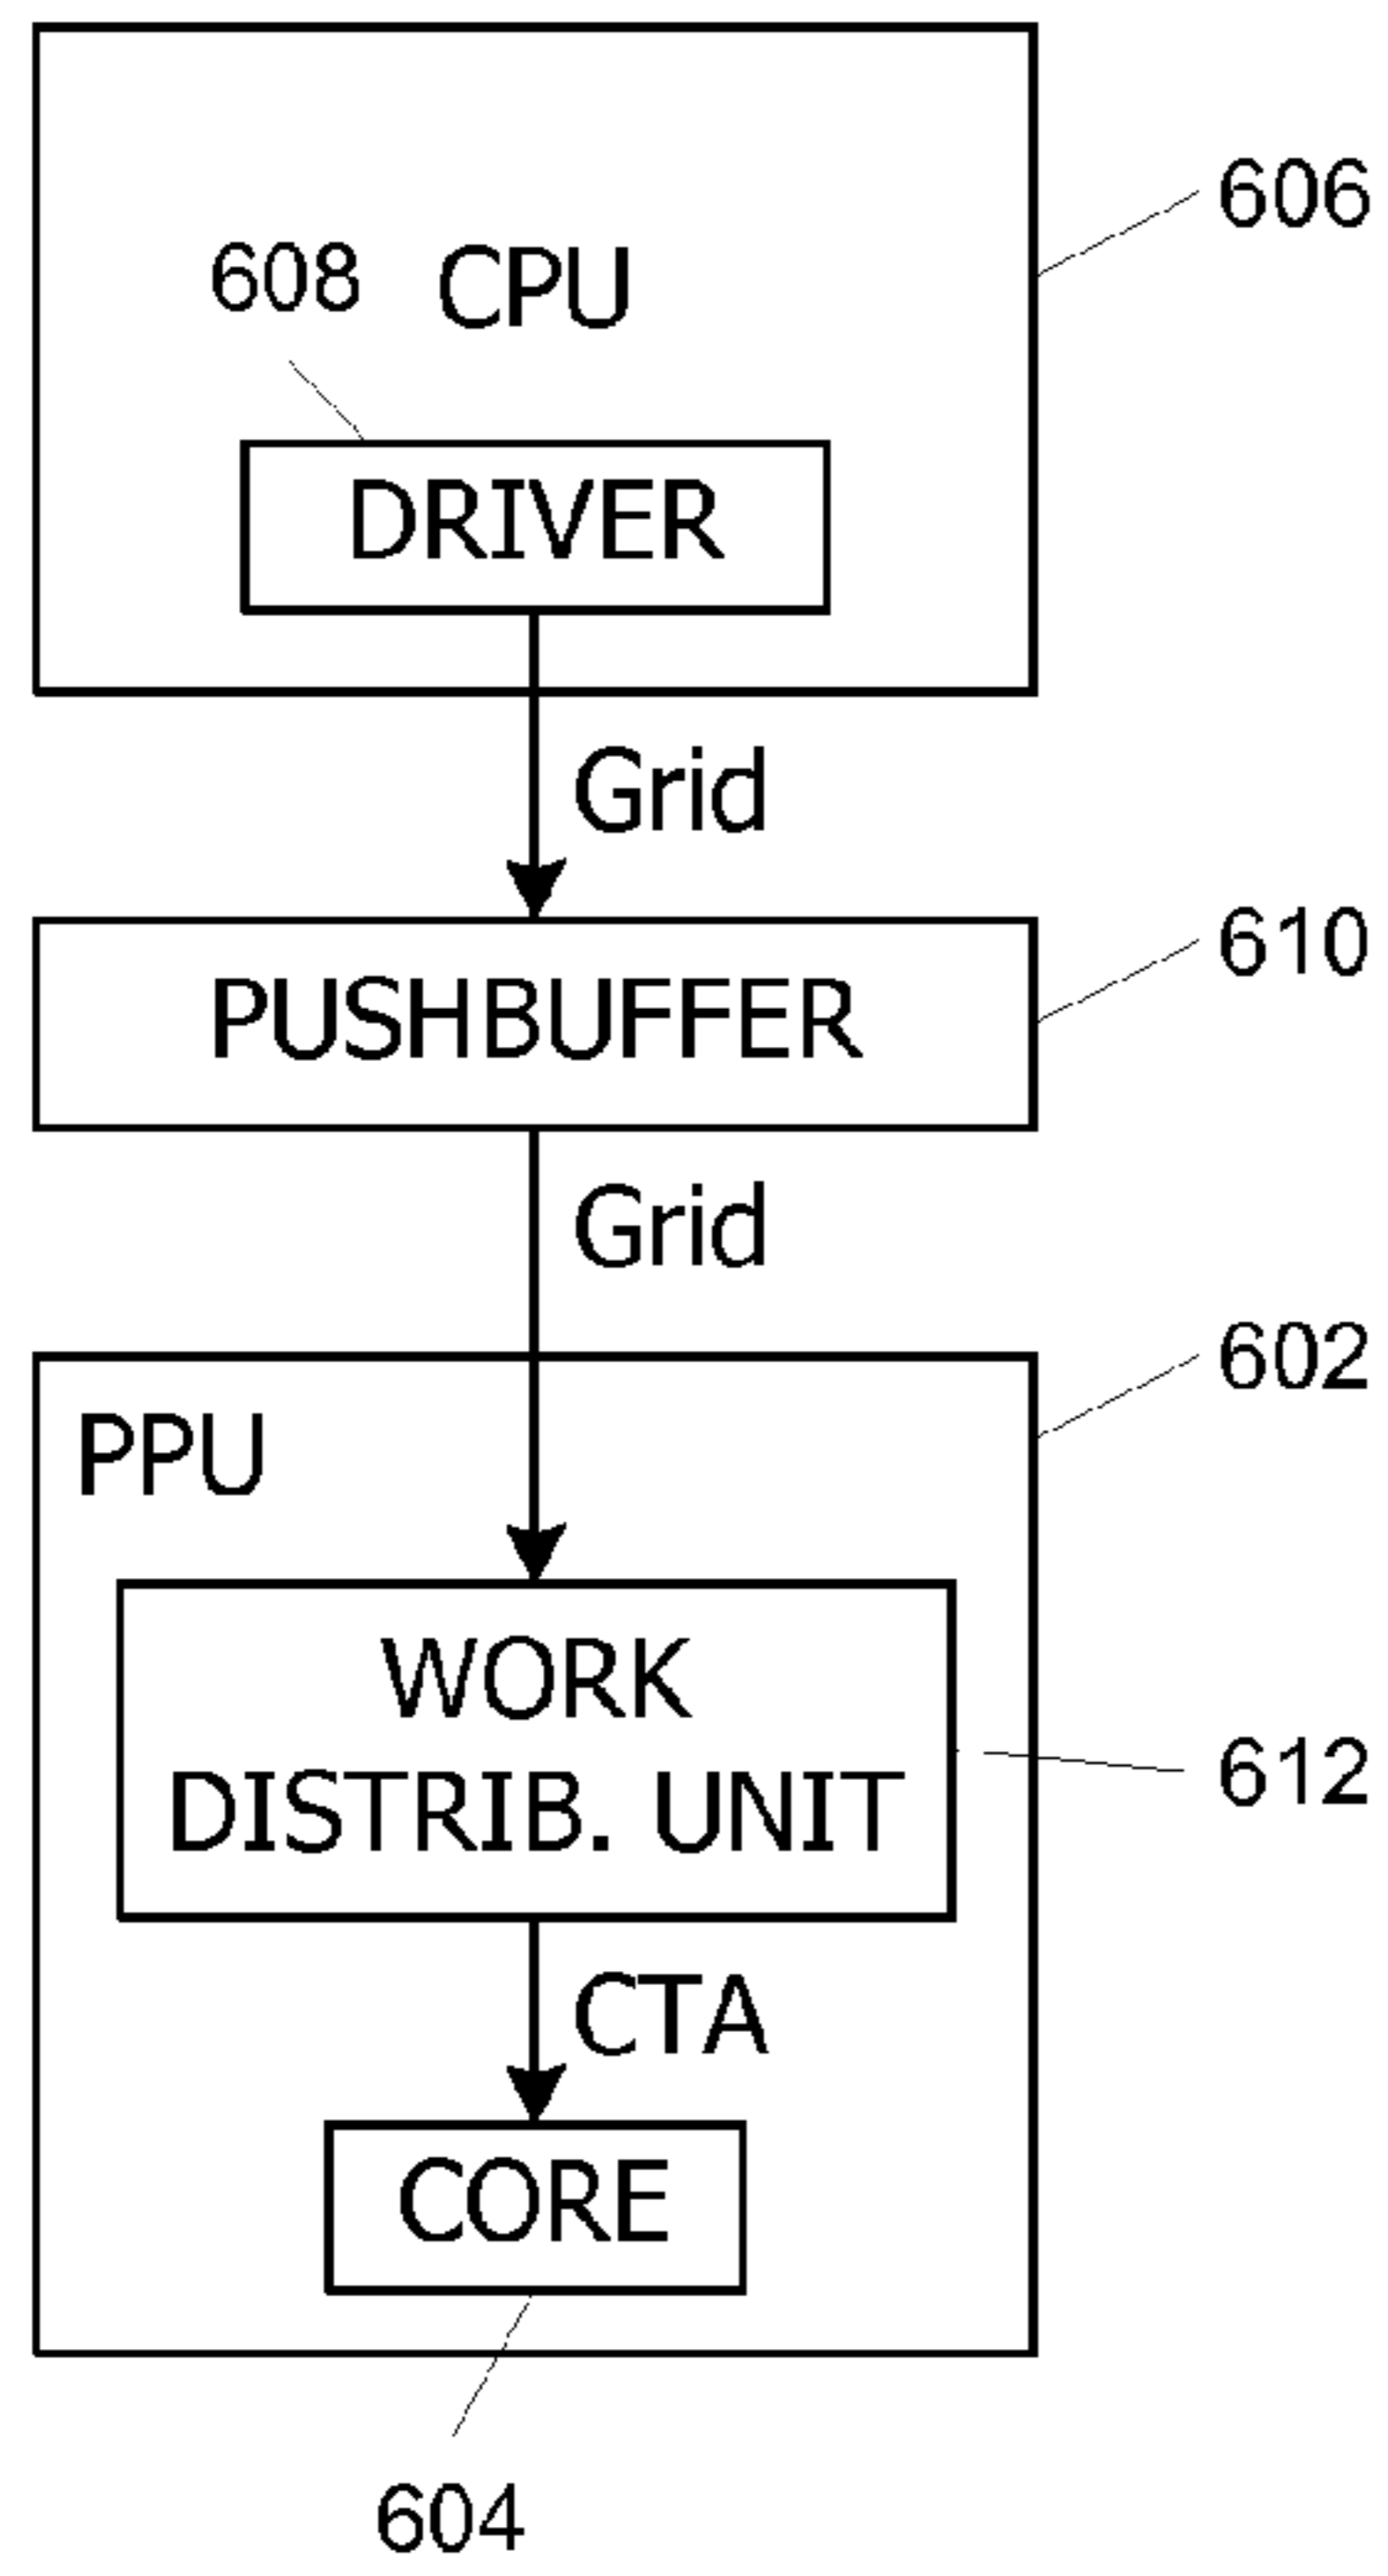 606
608
CPU
DRIVER
Grid
610
PUSHBUFFER
Grid
602
PPU
WORK
DISTRIB. UNIT
612
CTA
CORE
604